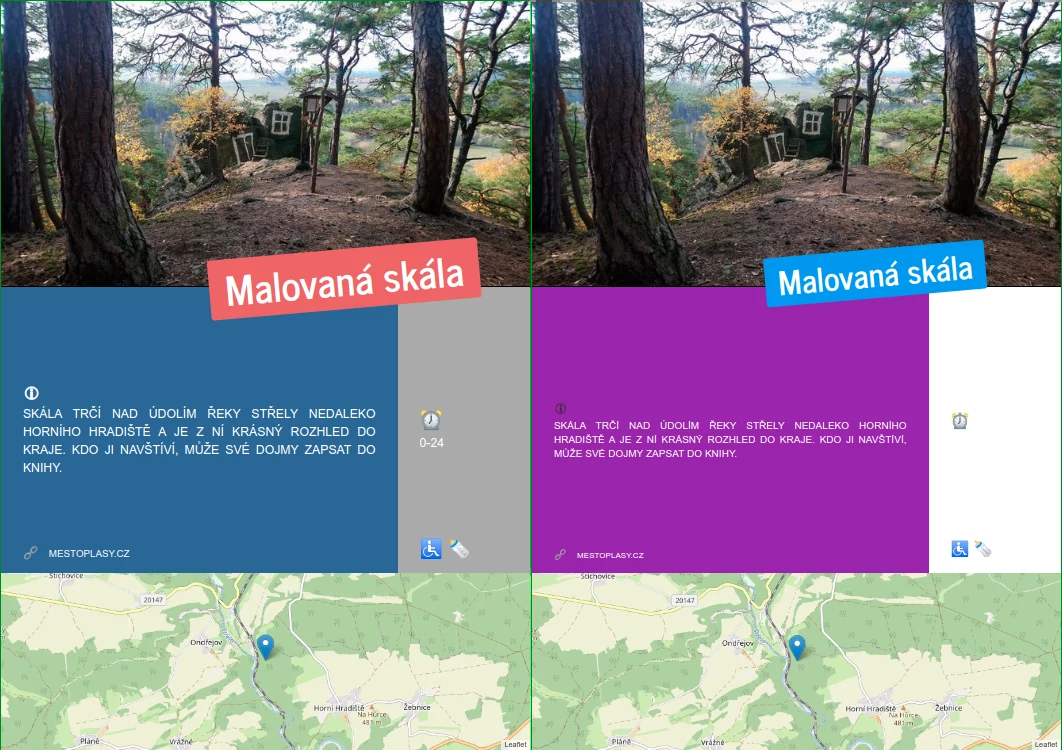 Malovaná skála
SKÁLA TRČÍ NAD ÚDOLÍM ŘEKY STŘELY NEDALEKO
HORNÍHO HRADIŠTĚ A JE Z NÍ KRÁSNÝ ROZHLED DO
KRAJE. KDO JI NAVŠTÍVÍ, MŮŽE SVÉ DOJMY ZAPSAT DO
KNIHY.
0-24
MESTOPLASY.CZ
Štichovice
20147
Ondřejov
Horní Hradiště
Na Hůrce
481 m
Žebnice
Pláně
Vrážné
Leaflet
Malovaná skála
SKÁLA TRČÍ NAD ÚDOLÍM ŘEKY STŘELY NEDALEKO HORNÍHO
HRADIŠTĚ A JE Z NÍ KRÁSNÝ ROZHLED DO KRAJE. KDO JI NAVŠTÍVÍ,
MŮŽE SVÉ DOJMY ZAPSAT DO KNIHY.
MESTOPLASY.CZ
Štichovice
20147
Ondřejov
Horní Hradiště
Na Hůrce
481 m
Žebnice
Pláně
Vrážné
Leaflet